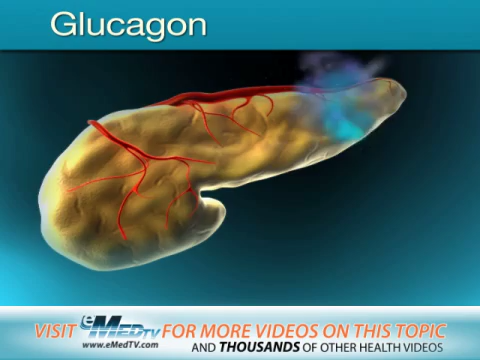 Glucagon
VISIT eMEDTV FOR MORE VIDEOS ON THIS TOPIC
www.eMedTV.com AND THOUSANDS OF OTHER HEALTH VIDEOS